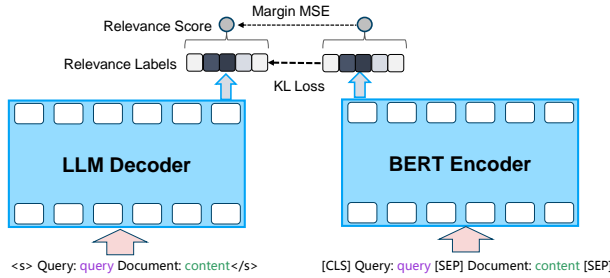 Margin MSE
Relevance Score
Relevance Labels
KL Loss
LLM Decoder
BERT Encoder
<s> Query: query Document: content</s>
[CLS] Query: query [SEP] Document: content [SEP]